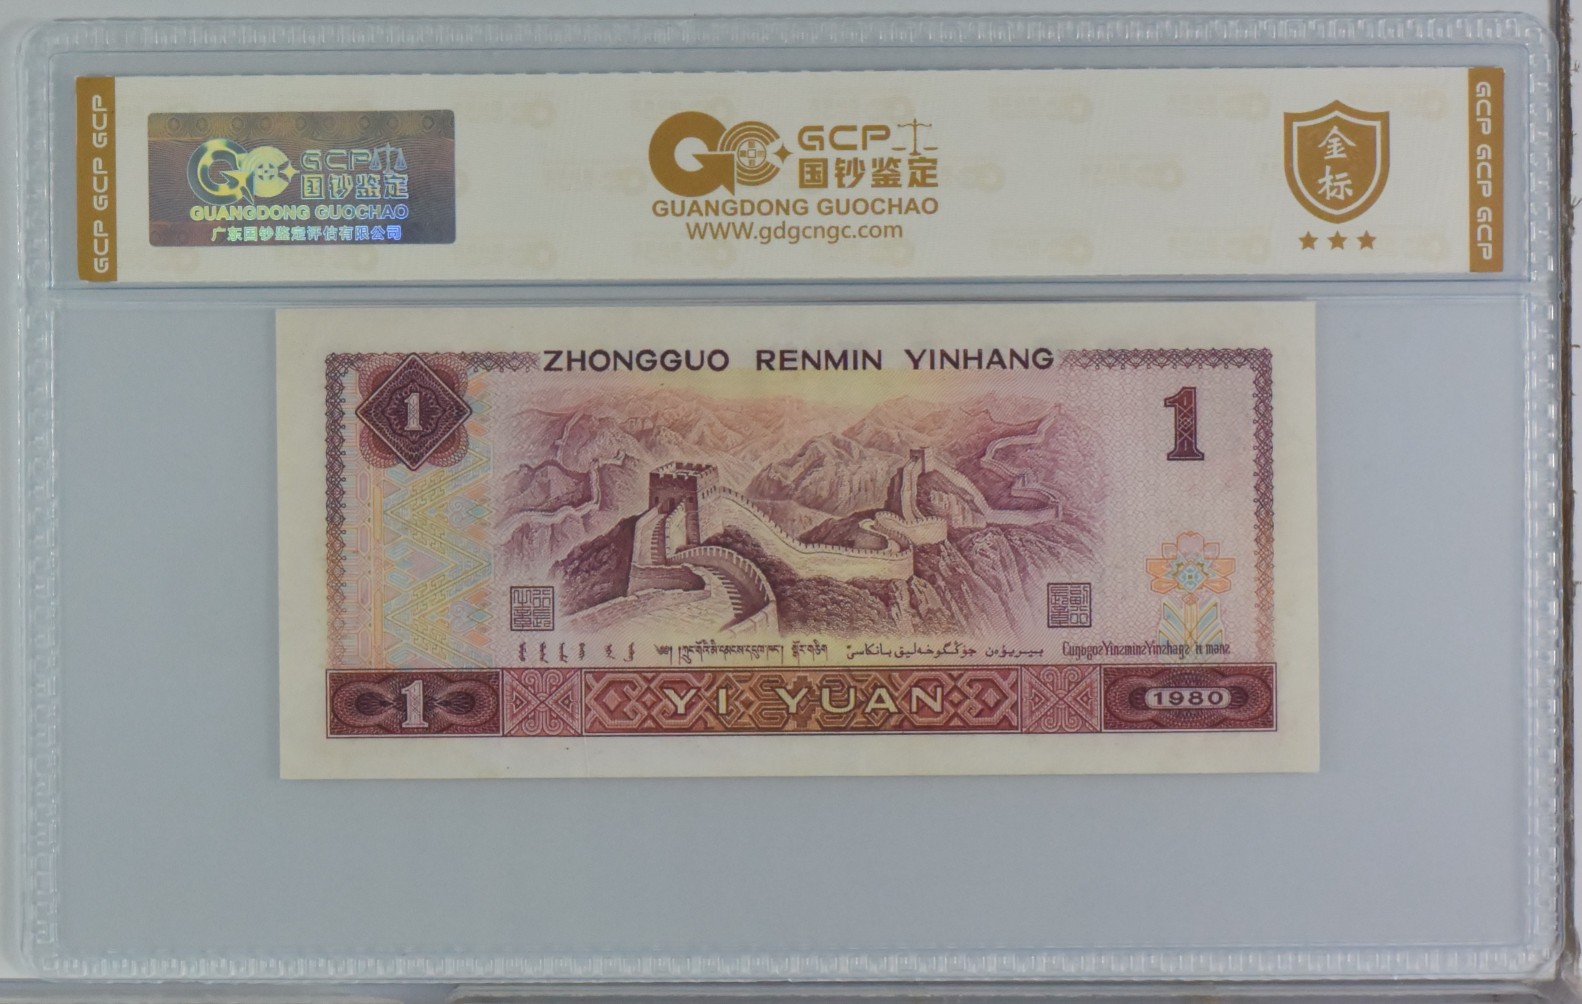 GCP GCP GCP
GCP
国钞鉴定
GUANGDONG GUOCHAO
广东国钞鉴定评估有限公司
GCP
国钞鉴定
GUANGDONG GUOCHAO
WWW.gdgcngc.com
金标
GCP GCP GCP
ZHONGGUO RENMIN YINHANG
1
1
1
YI YUAN
1980